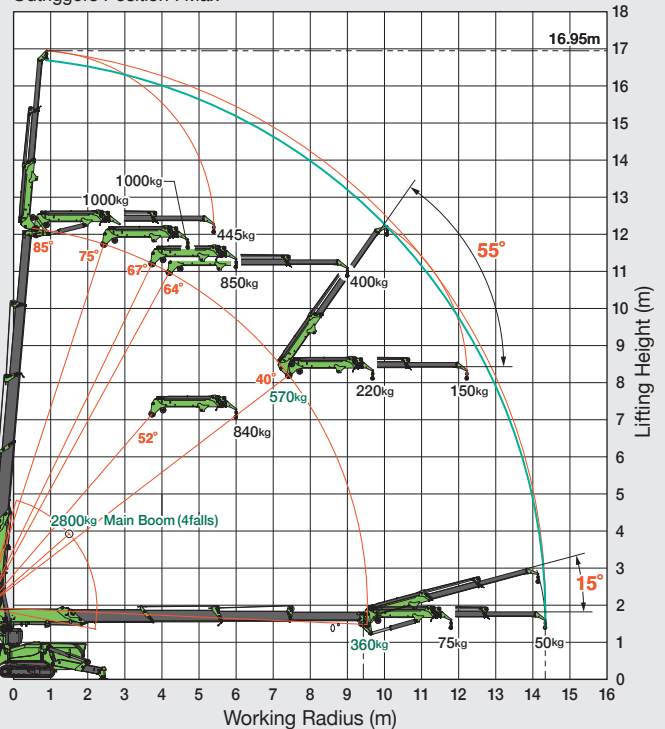 18
16.95m
17
16
15
14
1000kg
13
1000kg
445kg
12
85°
75°
67°
55°
850kg
400kg
11
64°
10
9
40°
8
570kg
220kg
150kg
7
52°
840kg
6
5
2800kg Main Boom (4falls)
4
3
15°
2
0°
360kg
75kg
50kg
1
0
0 1 2 3 4 5 6 7 8 9 10 11 12 13 14 15 16
Working Radius (m)
Lifting Height (m)